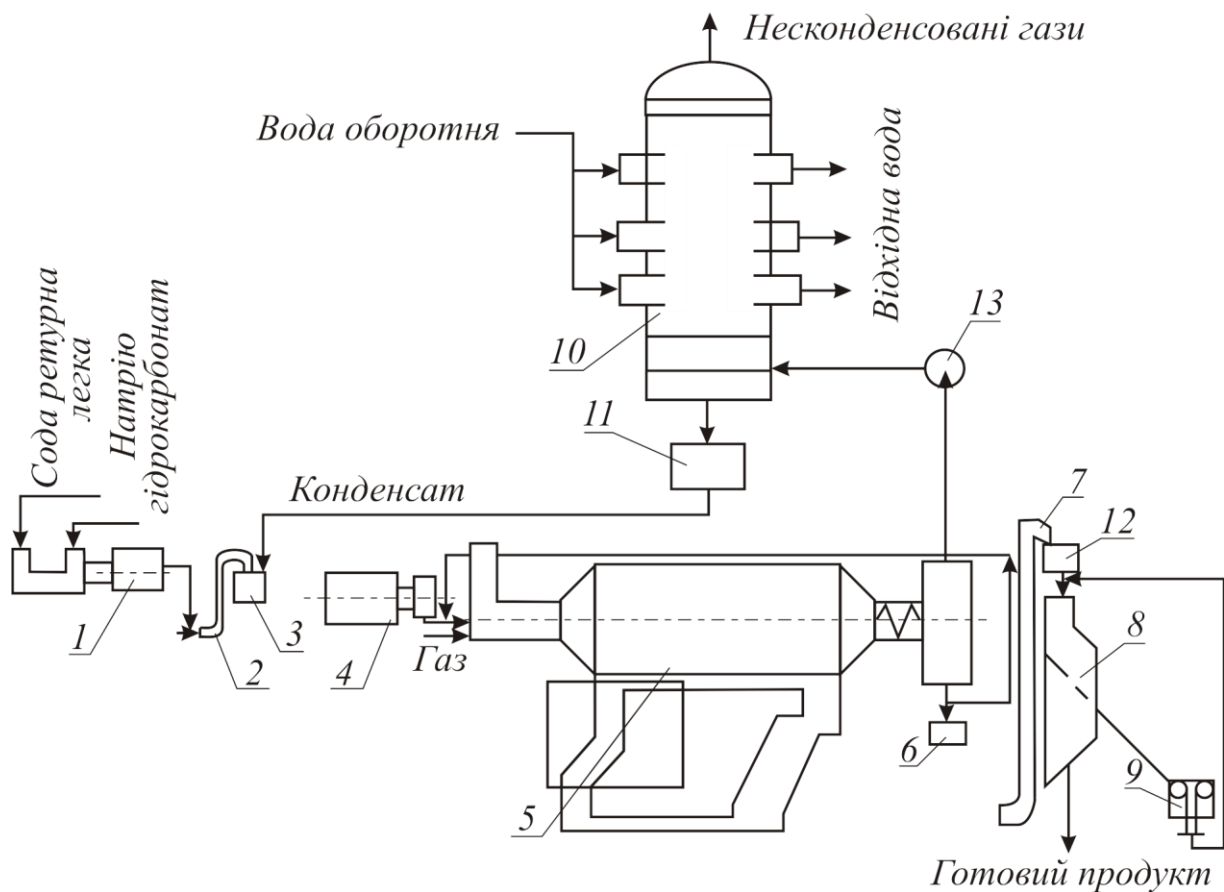 Несконденсовані гази
Вода оборотня
Відхідна вода
Сода ретурна
легка
Натрію
гідрокарбонат
10
13
11
Конденсат
7
12
1
2
3
4
Газ
5
6
8
9
Готовий продукт